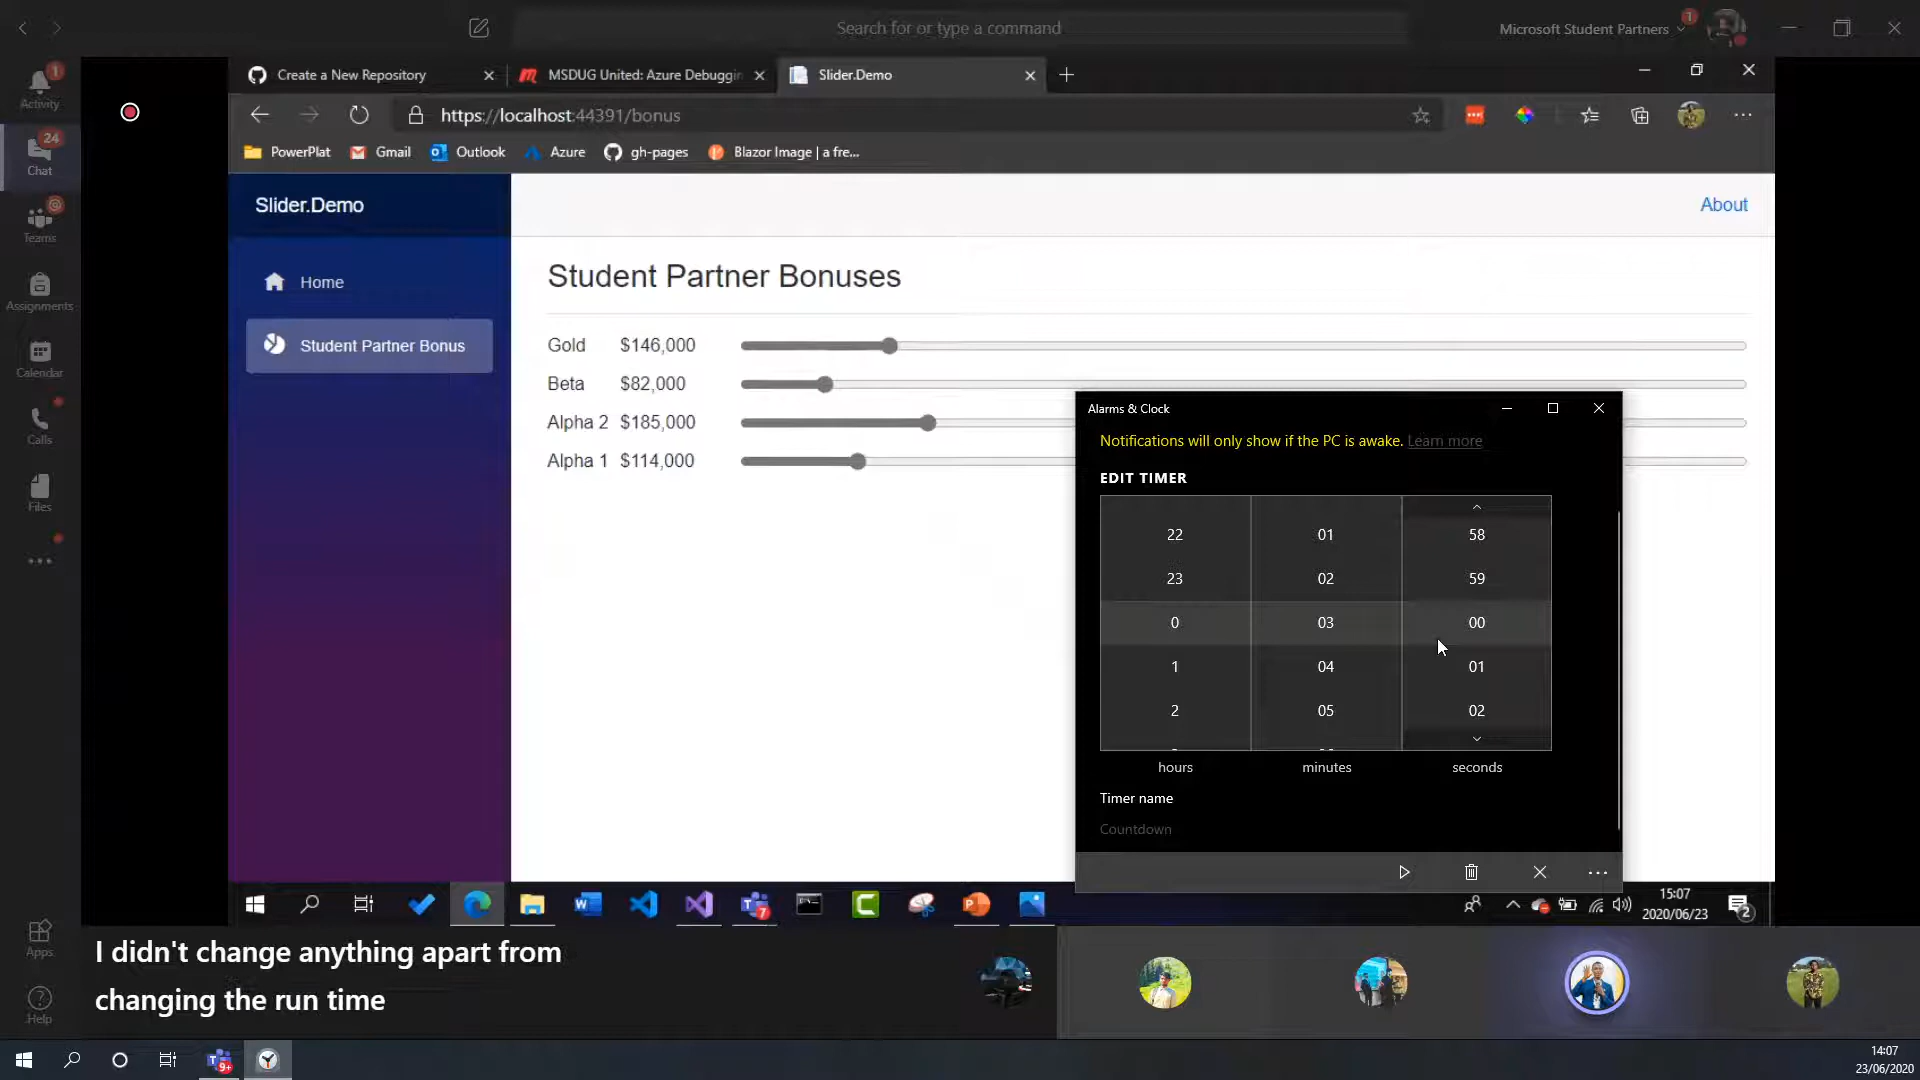 Search for or type a command
Microsoft Student Partners
1
1
Activity
24
Chat
Teams
Assignments
Calendar
Calls
Files
Apps
Help
Create a New Repository
MSDUG United: Azure Debuggin
Slider.Demo
https://localhost:44391/bonus
PowerPlat
Gmail
Outlook
Azure
gh-pages
Blazor Image | a fre...
Slider.Demo
About
Home
Student Partner Bonus
Student Partner Bonuses
Gold $146,000
Beta $82,000
Alpha 2 $185,000
Alpha 1 $114,000
Alarms & Clock
Notifications will only show if the PC is awake. Learn more
EDIT TIMER
22 01 58
23 02 59
0 03 00
1 04 01
2 05 02
hours minutes seconds
Timer name
Countdown
7
15:07
2020/06/23
2
I didn't change anything apart from
changing the run time
9+
14:07
23/06/2020